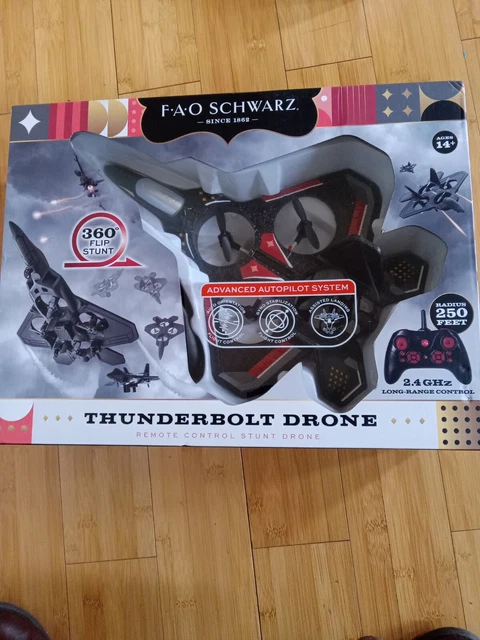 F·A·O SCHWARZ
— SINCE 1862 —
AGES
14+
360°
FLIP
STUNT
ADVANCED AUTOPILOT SYSTEM
RADIUS
250
FEET
2.4 GHz
LONG-RANGE CONTROL
THUNDERBOLT DRONE
REMOTE CONTROL STUNT DRONE